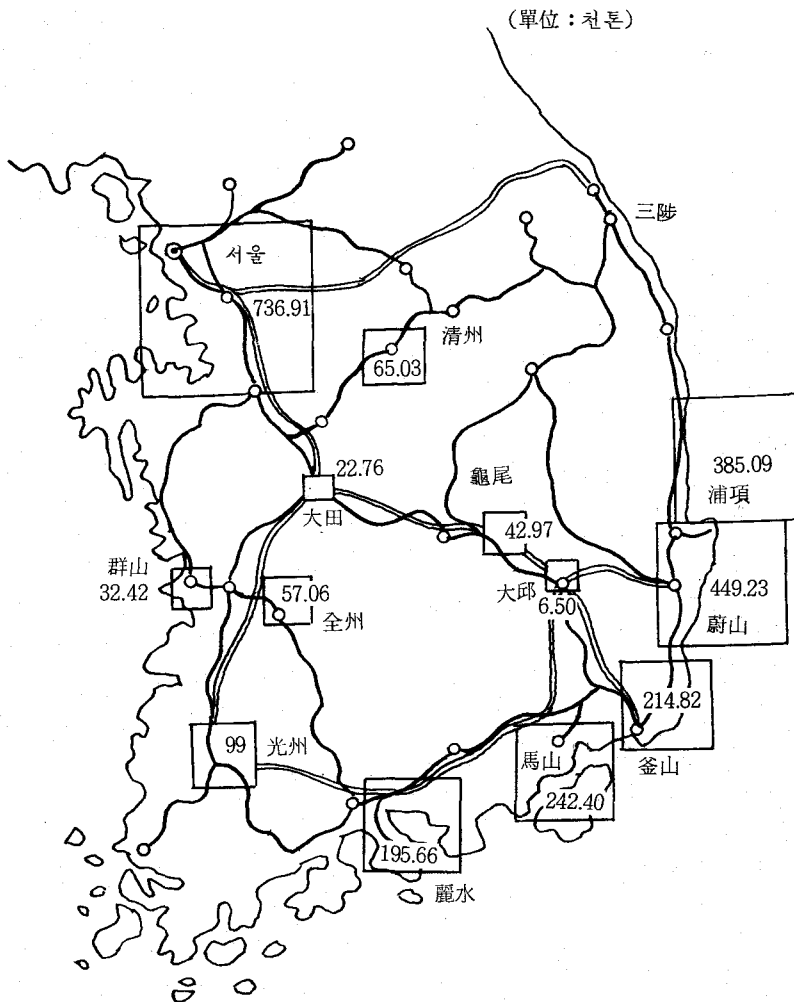 (單位:천톤)
三陟
서울
736.91
淸州
65.03
385.09
浦項
22.76
大田
龜尾
42.97
群山
32.42
57.06
全州
大邱
6.50
449.23
蔚山
214.82
釜山
99
光州
馬山
242.40
195.66
麗水